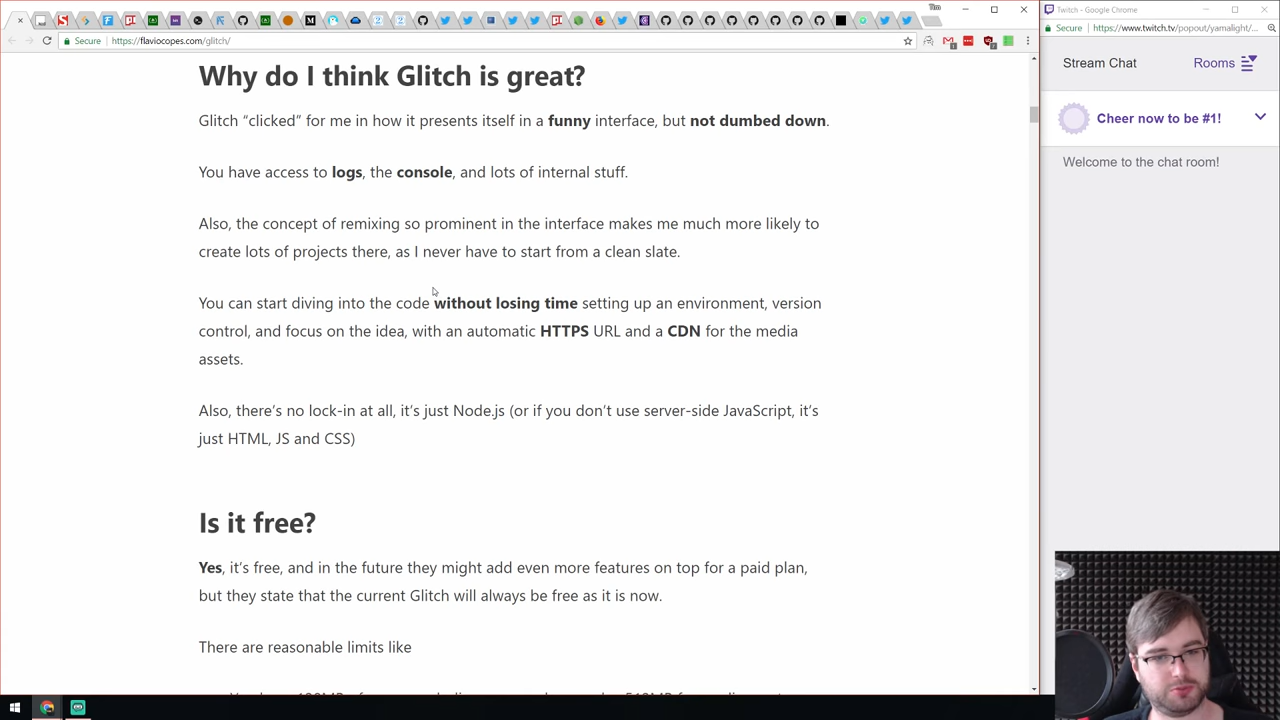 Tim
Secure
https://flaviocopes.com/glitch/
Why do I think Glitch is great?
Glitch “clicked” for me in how it presents itself in a funny interface, but not dumbed down.
You have access to logs, the console, and lots of internal stuff.
Also, the concept of remixing so prominent in the interface makes me much more likely to
create lots of projects there, as I never have to start from a clean slate.
You can start diving into the code without losing time setting up an environment, version
control, and focus on the idea, with an automatic HTTPS URL and a CDN for the media
assets.
Also, there’s no lock-in at all, it’s just Node.js (or if you don’t use server-side JavaScript, it’s
just HTML, JS and CSS)
Is it free?
Yes, it’s free, and in the future they might add even more features on top for a paid plan,
but they state that the current Glitch will always be free as it is now.
There are reasonable limits like
Twitch - Google Chrome
Secure
https://www.twitch.tv/popout/yamalight/...
Stream Chat
Rooms
Cheer now to be #1!
Welcome to the chat room!